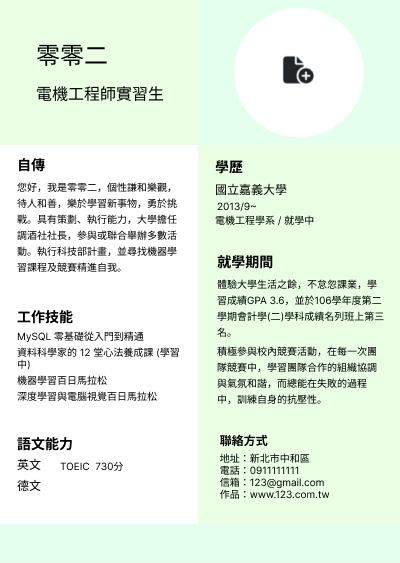 零零二
電機工程師實習生
自傳
您好，我是零零二，個性謙和樂觀，
待人和善，樂於學習新事物，勇於挑
戰。具有策劃、執行能力，大學擔任
調酒社社長，參與或聯合舉辦多數活
動。執行科技部計畫，並尋找機器學
習課程及競賽精進自我。
工作技能
MySQL 零基礎從入門到精通
資料科學家的 12 堂心法養成課 (學習
中)
機器學習百日馬拉松
深度學習與電腦視覺百日馬拉松
語文能力
英文 TOEIC 730分
德文
學歷
國立嘉義大學
2013/9~
電機工程學系 / 就學中
就學期間
體驗大學生活之餘，不怠忽課業，學
習成績GPA 3.6，並於106學年度第二
學期會計學(二)學科成績名列班上第三
名。
積極參與校內競賽活動，在每一次團
隊競賽中，學習團隊合作的組織協調
與氣氛和諧，而總能在失敗的過程
中，訓練自身的抗壓性。
聯絡方式
地址：新北市中和區
電話：0911111111
信箱：123@gmail.com
作品：www.123.com.tw